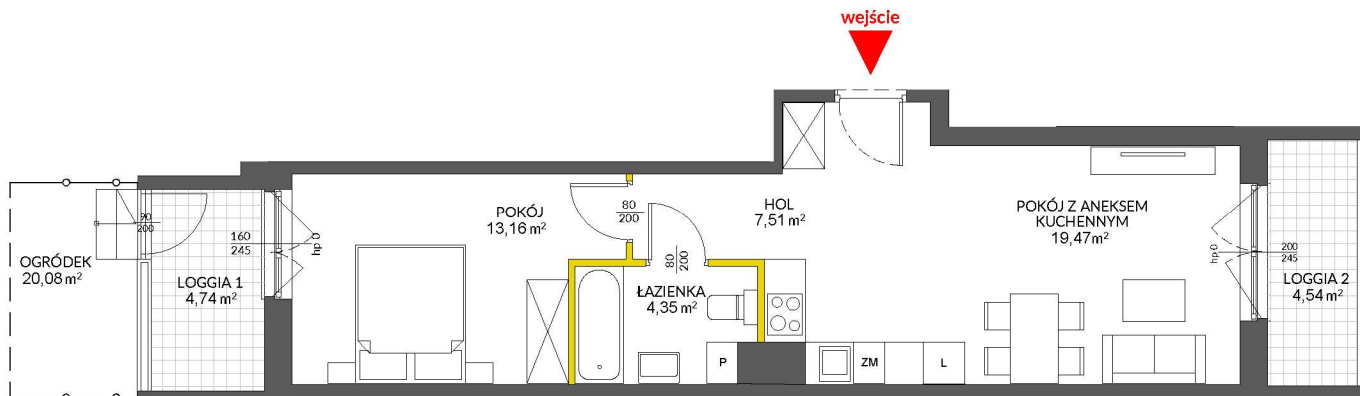 wejście
POKÓJ
13,16 m²
80
200
HOL
7,51 m²
POKÓJ Z ANEKSEM
KUCHENNYM
19,47m²
OGRÓDEK
20,08 m²
90
200
LOGGIA 1
4,74 m²
160
245
hp 0
ŁAZIENKA
4,35 m²
80
200
hp 0
200
245
LOGGIA 2
4,54 m²
P
ZM
L